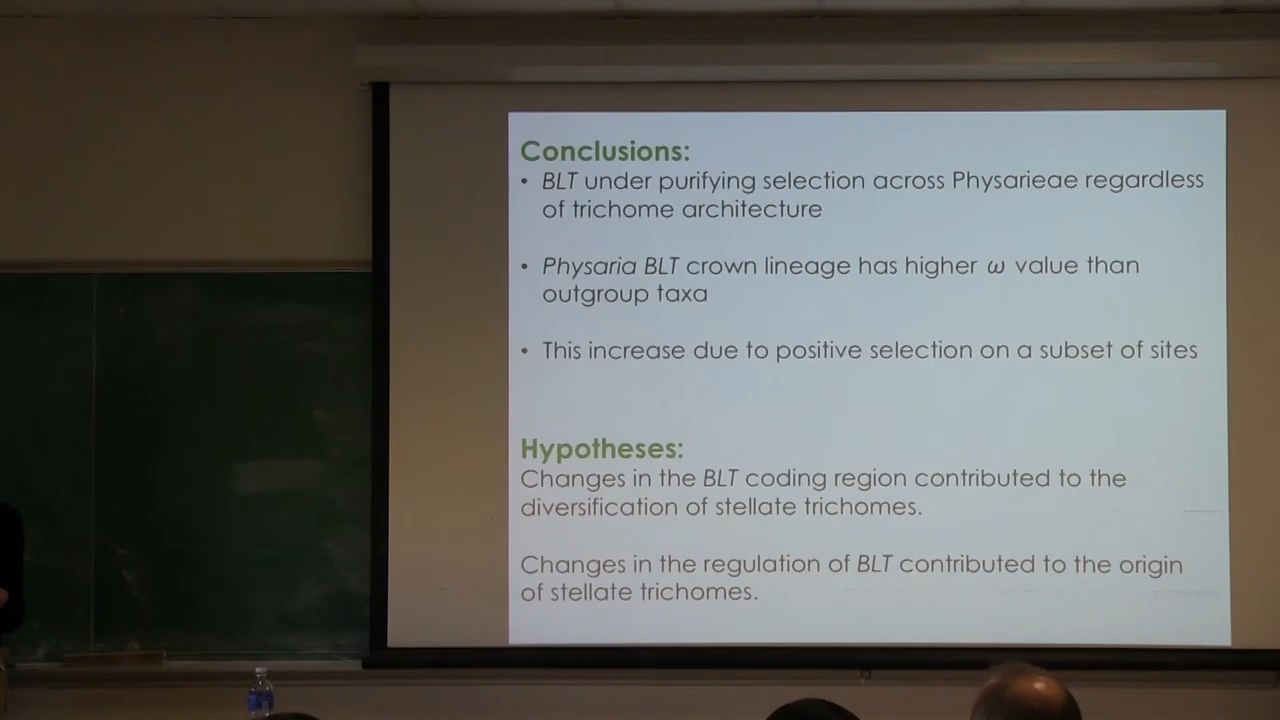 Conclusions:
• BLT under purifying selection across Physarieae regardless
of trichome architecture
• Physaria BLT crown lineage has higher ω value than
outgroup taxa
• This increase due to positive selection on a subset of sites
Hypotheses:
Changes in the BLT coding region contributed to the
diversification of stellate trichomes.
Changes in the regulation of BLT contributed to the origin
of stellate trichomes.